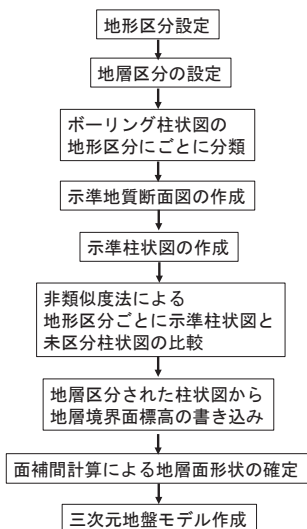 地形区分設定
地層区分の設定
ボーリング柱状図の
地形区分にごとに分類
示準地質断面図の作成
示準柱状図の作成
非類似度法による
地形区分ごとに示準柱状図と
未区分柱状図の比較
地層区分された柱状図から
地層境界面標高の書き込み
面補間計算による地層面形状の確定
三次元地盤モデル作成